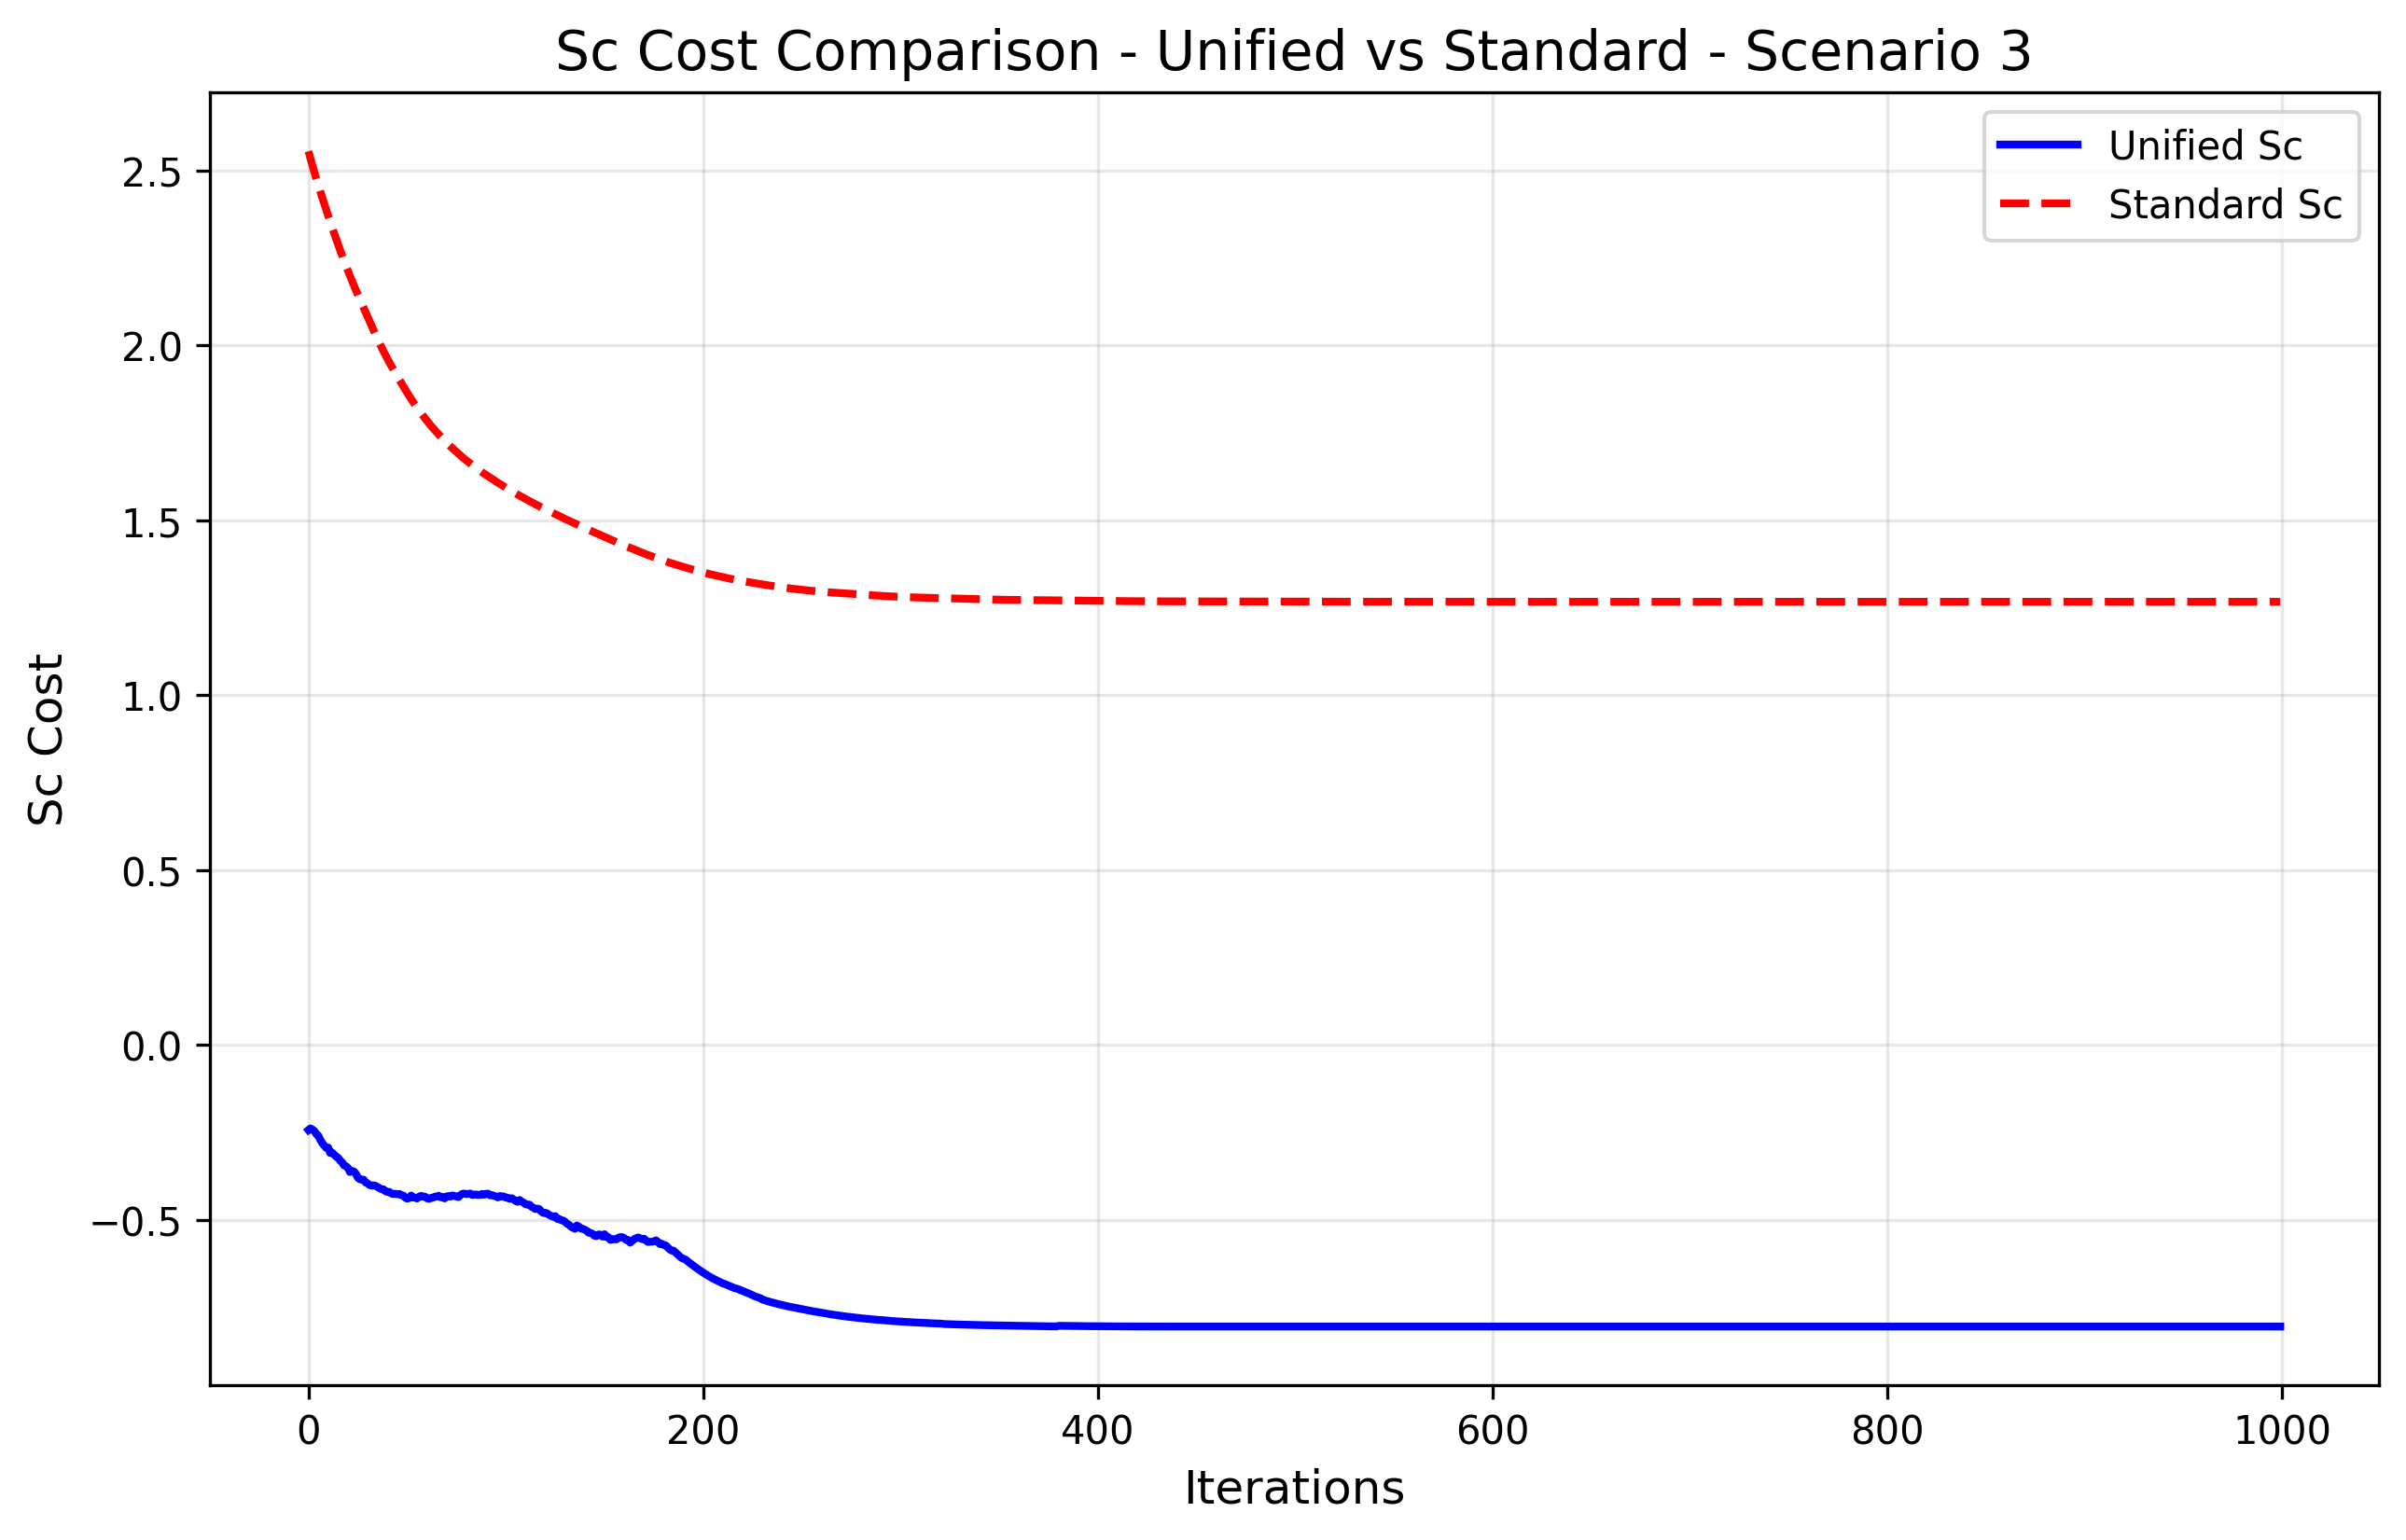 Sc Cost Comparison - Unified vs Standard - Scenario 3
Unified Sc
Standard Sc
Sc Cost
2.5
2.0
1.5
1.0
0.5
0.0
−0.5
0 200 400 600 800 1000
Iterations